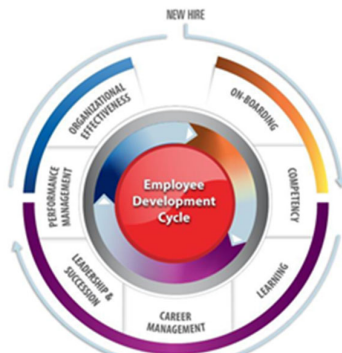 NEW HIRE
ON-BOARDING
COMPETENCY
LEARNING
CAREER
MANAGEMENT
LEADERSHIP &
SUCCESSION
PERFORMANCE
MANAGEMENT
ORGANIZATIONAL
EFFECTIVENESS
Employee
Development
Cycle